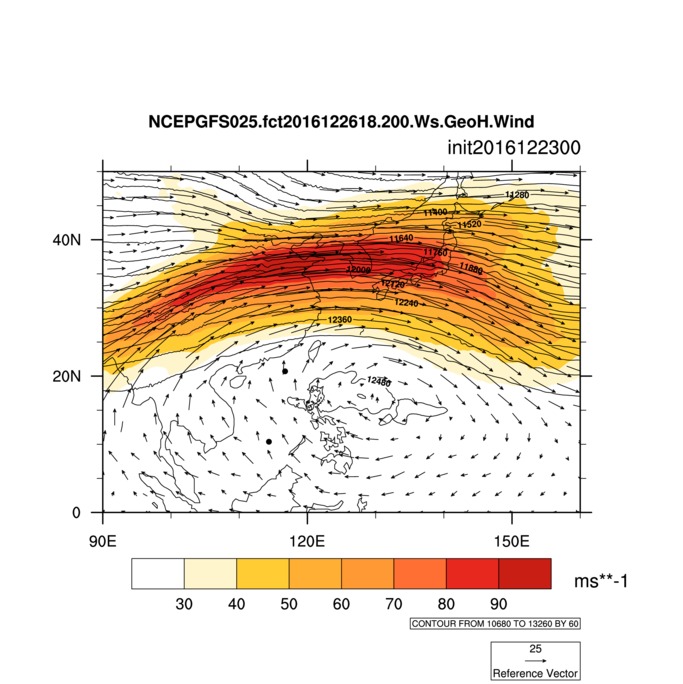 NCEPGFS025.fct2016122618.200.Ws.GeoH.Wind
init2016122300
11280
11400
11520
40N
11640
11760
11880
12000
12120
12240
12360
20N
12480
0
90E 120E 150E
ms**-1
30 40 50 60 70 80 90
CONTOUR FROM 10680 TO 13260 BY 60
25
Reference Vector